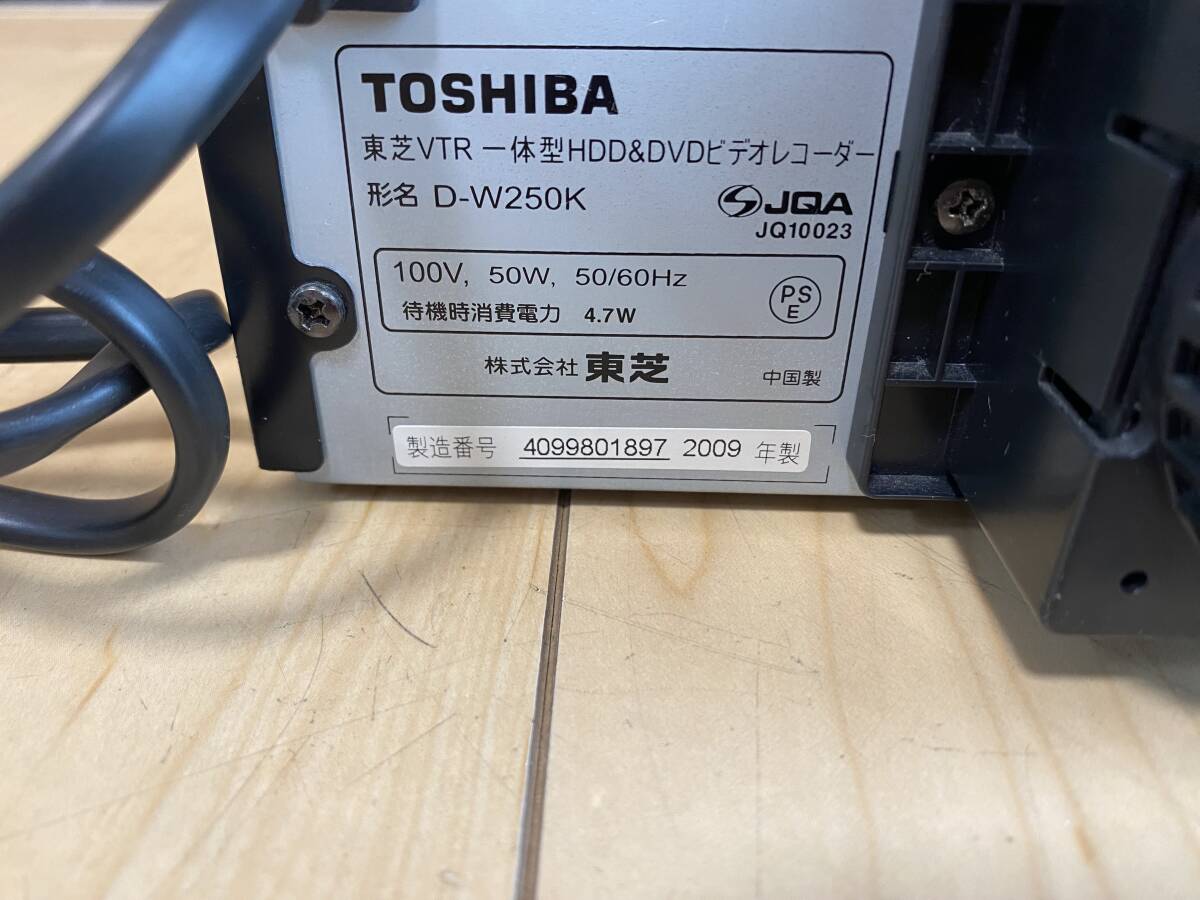 TOSHIBA
東芝VTR一体型HDD&DVDビデオレコーダー
形名 D-W250K
JQA
JQ10023
100V, 50W, 50/60Hz
PS
E
待機時消費電力 4.7W
株式会社 東芝
中国製
製造番号 4099801897 2009 年製